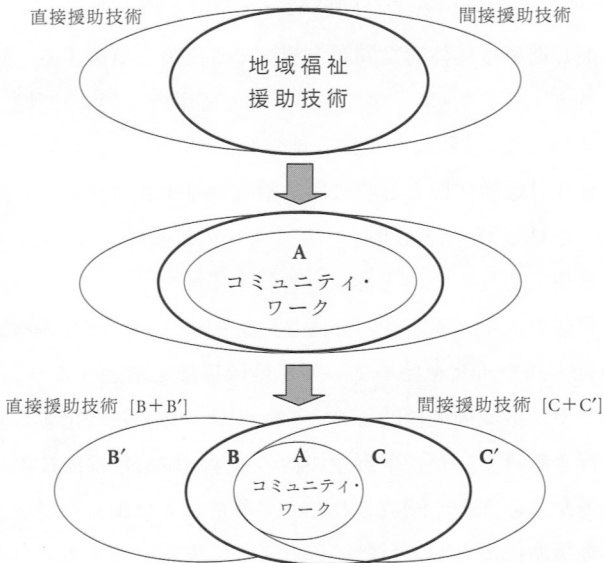 直接援助技術
間接援助技術
地域福祉
援助技術
A
コミュニティ・
ワーク
直接援助技術 [B+B′]
間接援助技術 [C+C′]
B′
B
A
C
C′
コミュニティ・
ワーク